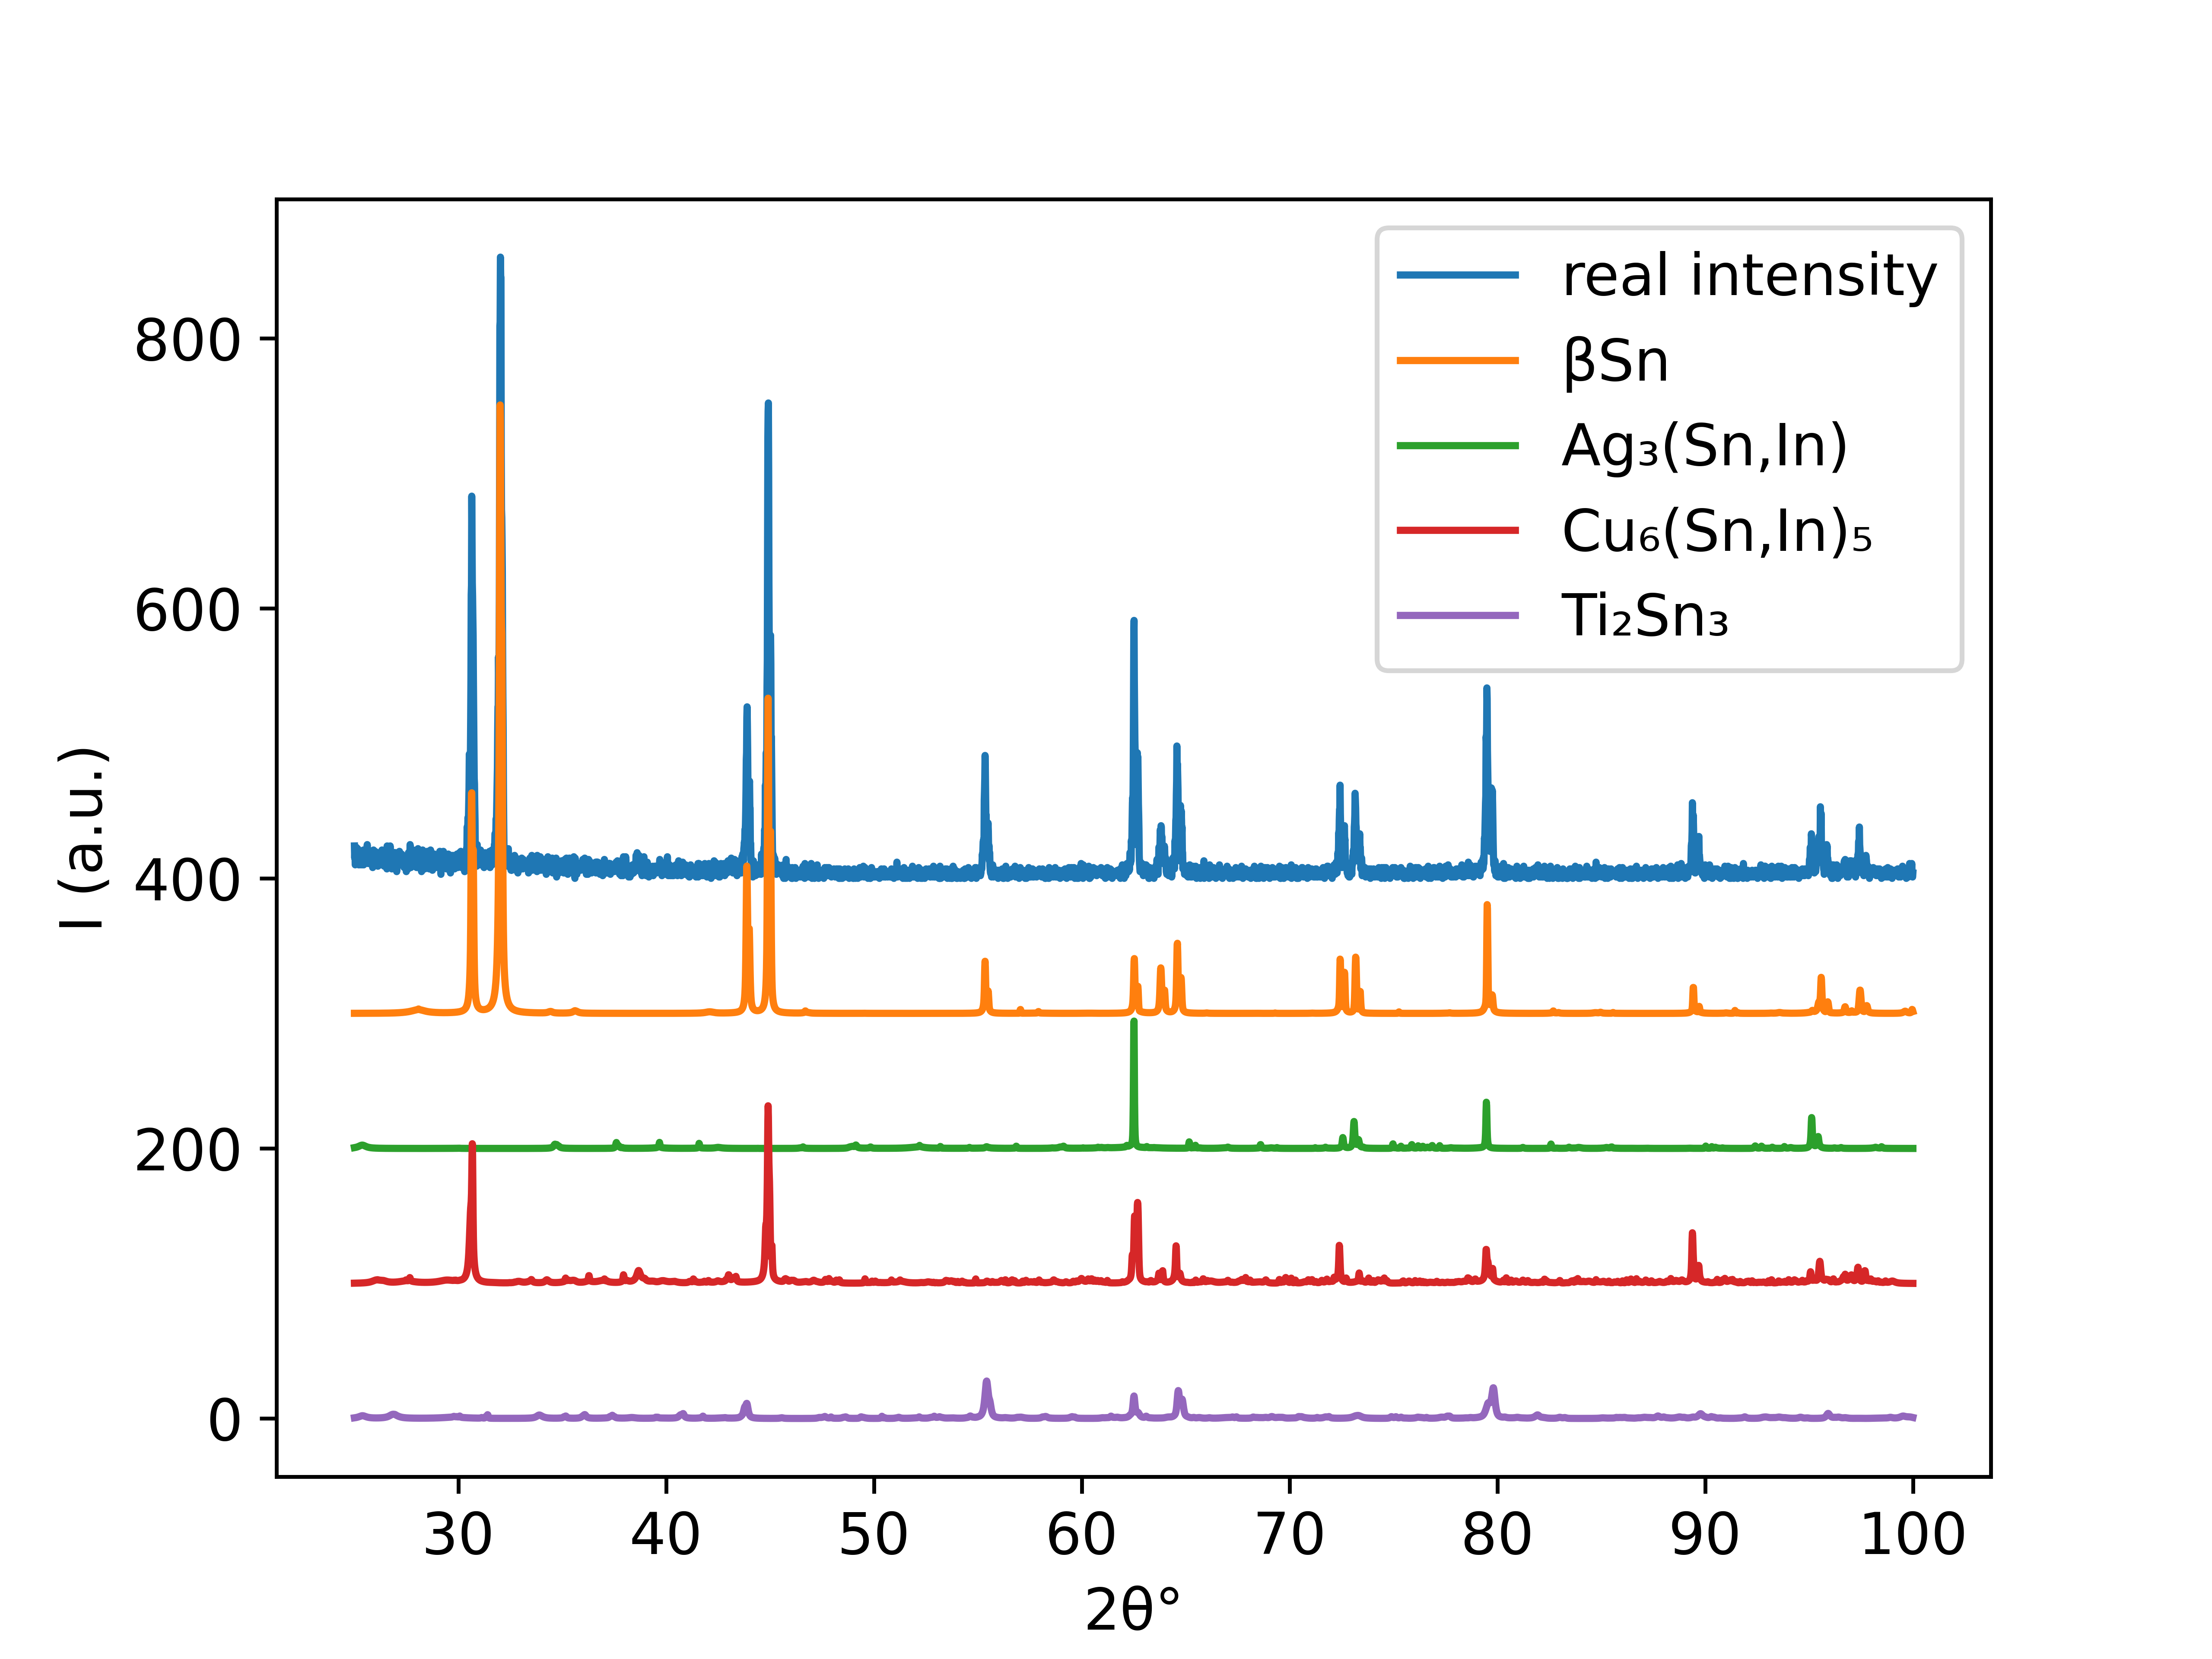 real intensity
βSn
Ag₃(Sn,In)
Cu₆(Sn,In)₅
Ti₂Sn₃
I (a.u.)
800
600
400
200
0
30 40 50 60 70 80 90 100
2θ°